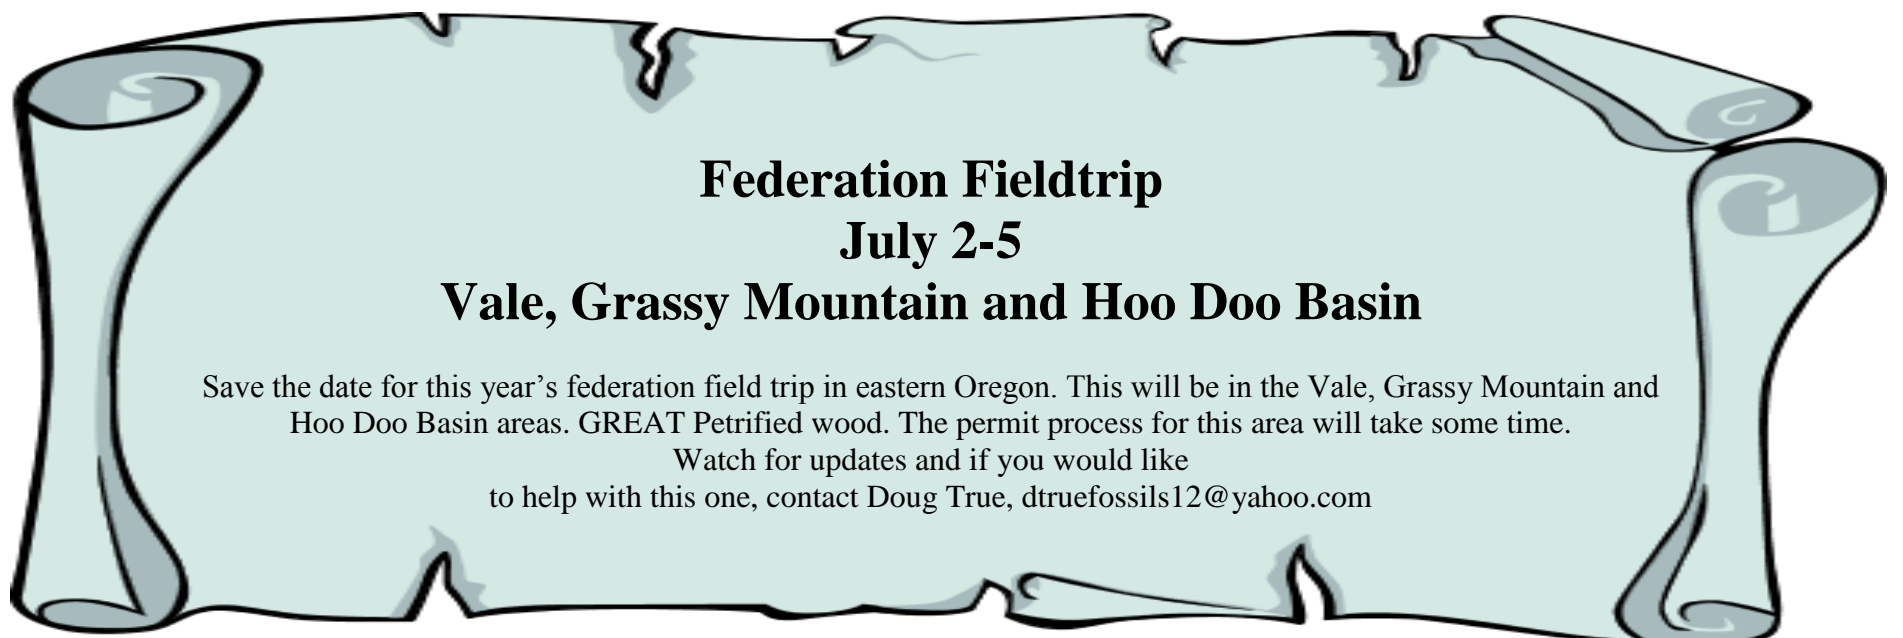 Federation Fieldtrip
July 2-5
Vale, Grassy Mountain and Hoo Doo Basin
Save the date for this year’s federation field trip in eastern Oregon. This will be in the Vale, Grassy Mountain and
Hoo Doo Basin areas. GREAT Petrified wood. The permit process for this area will take some time.
Watch for updates and if you would like
to help with this one, contact Doug True, dtruefossils12@yahoo.com